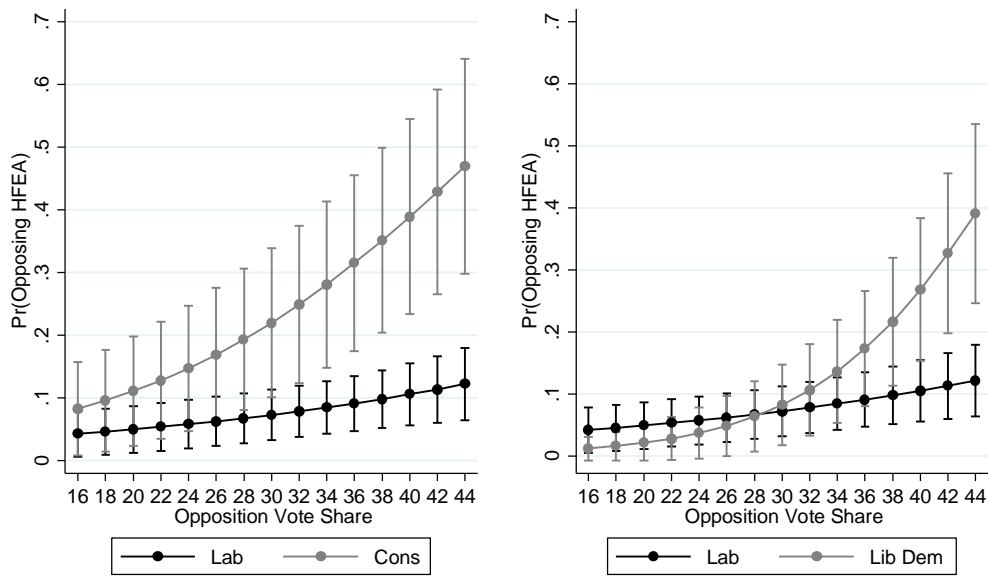 .7
.6
.5
.4
.3
.2
.1
0
Pr(Opposing HFEA)
16 18 20 22 24 26 28 30 32 34 36 38 40 42 44
Opposition Vote Share
Lab Cons
.7
.6
.5
.4
.3
.2
.1
0
Pr(Opposing HFEA)
16 18 20 22 24 26 28 30 32 34 36 38 40 42 44
Opposition Vote Share
Lab Lib Dem